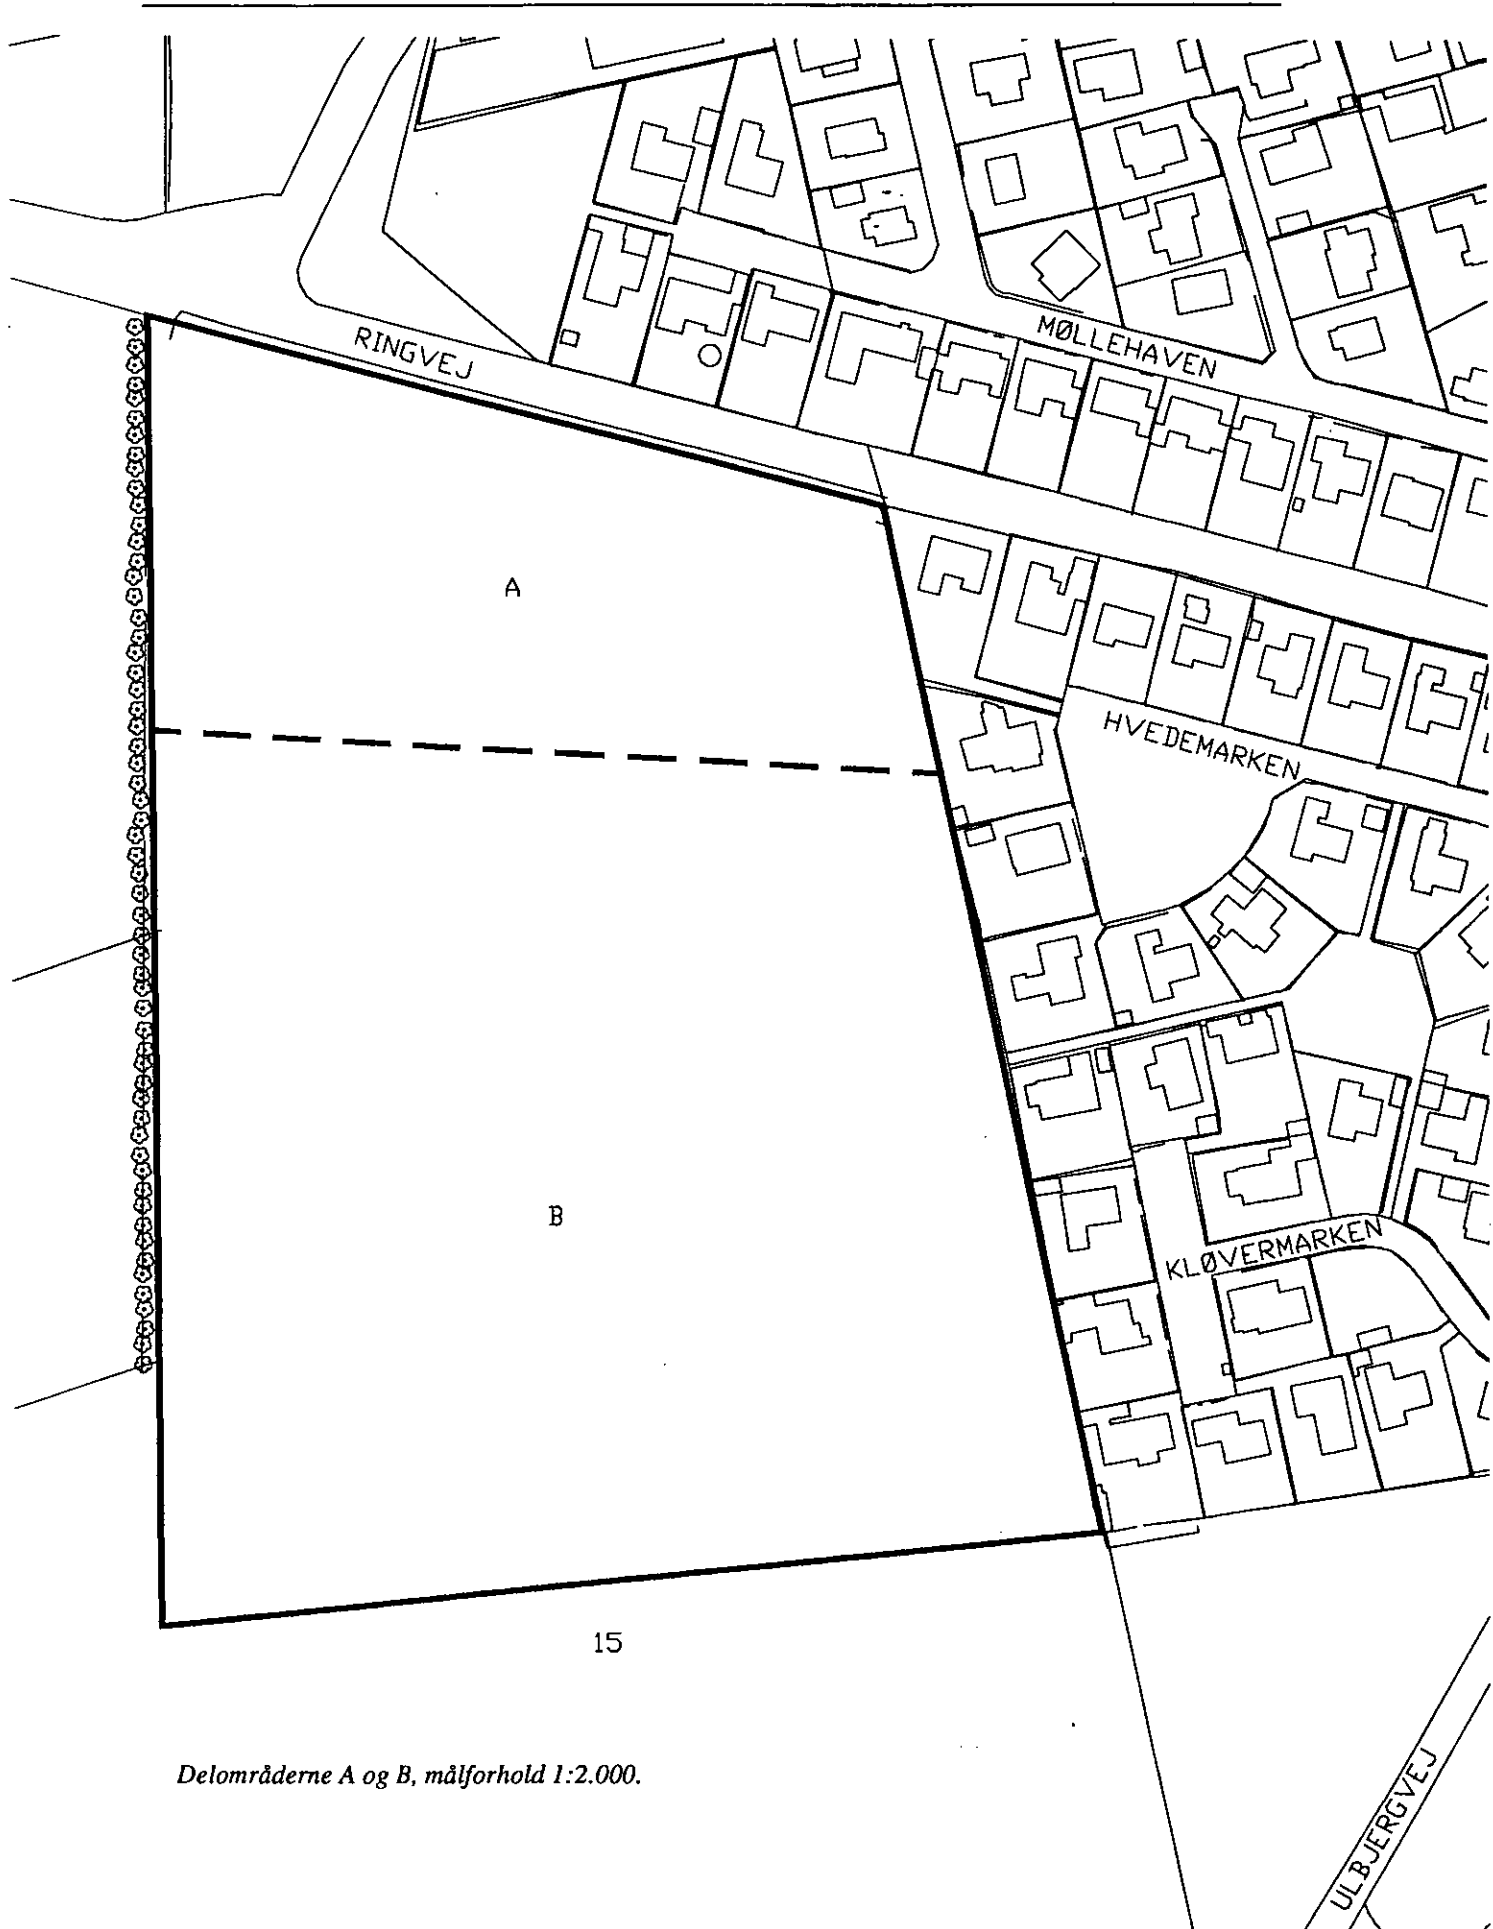 RINGVEJ
MØLLEHAVEN
A
HVEDEMARKEN
B
KLØVERMARKEN
15
Delområderne A og B, målforhold 1:2.000.
ULBJERGVEJ